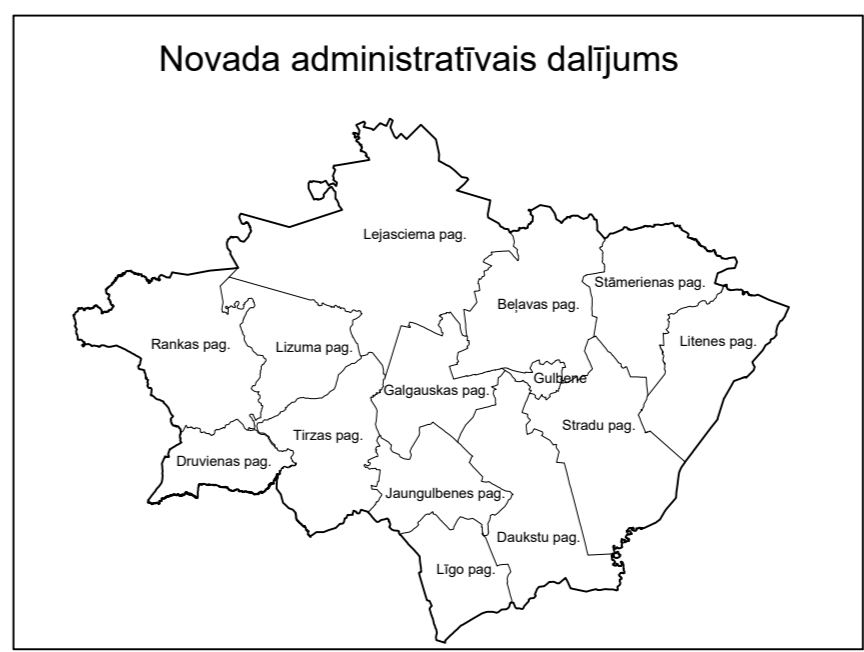 Novada administratīvais dalījums
Lejasciema pag.
Stāmerienas pag.
Beļavas pag.
Rankas pag.
Lizuma pag.
Litenes pag.
Gulbene
Galgauskas pag.
Stradu pag.
Tirzas pag.
Druvienas pag.
Jaungulbenes pag.
Daukstu pag.
Līgo pag.